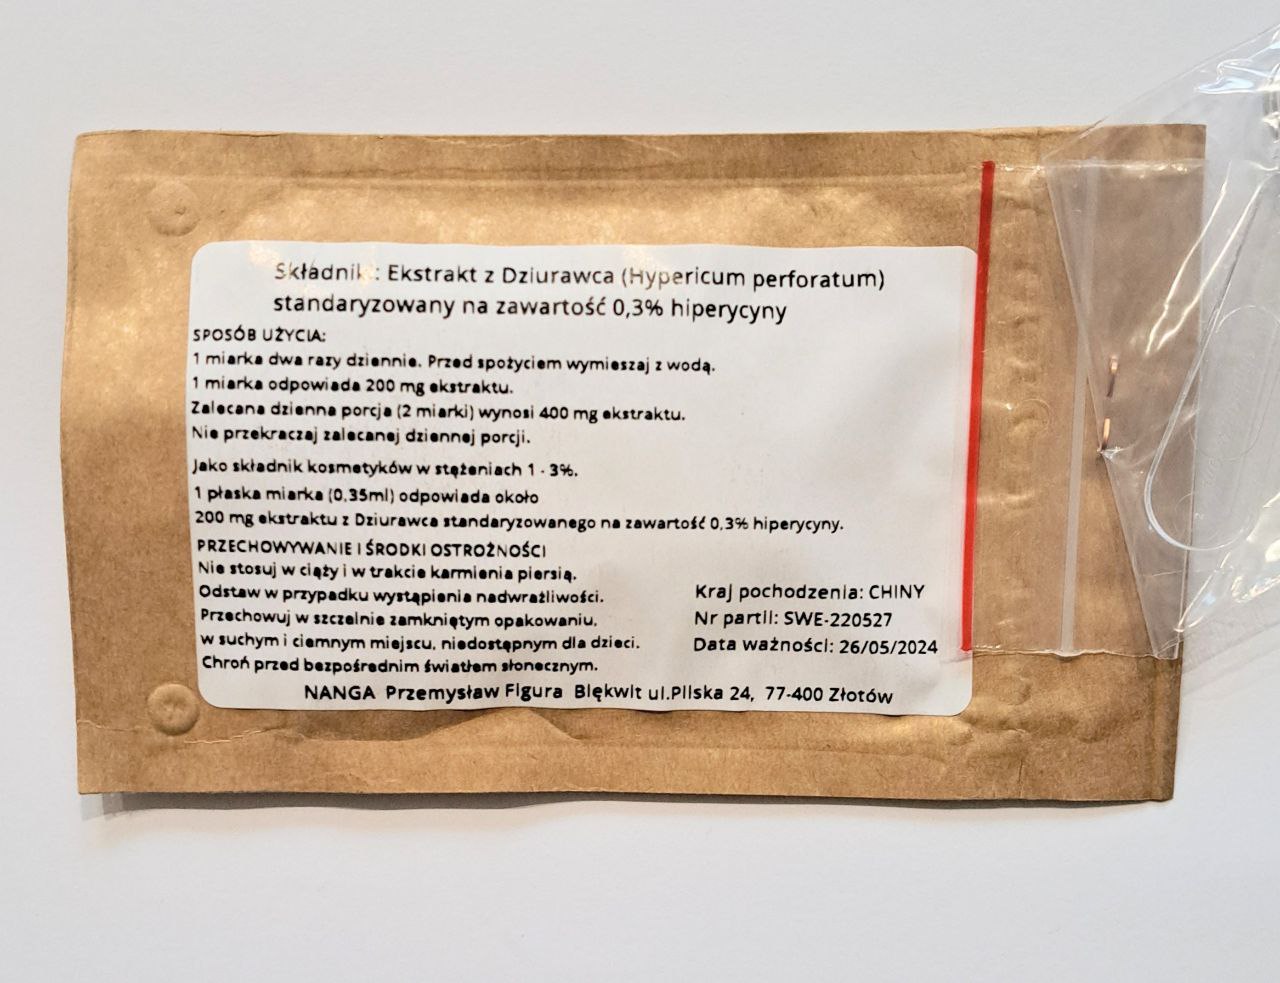 Składnik : Ekstrakt z Dziurawca (Hypericum perforatum)
standaryzowany na zawartość 0,3% hiperycyny
SPOSÓB UŻYCIA:
1 miarka dwa razy dziennie. Przed spożyciem wymieszaj z wodą.
1 miarka odpowiada 200 mg ekstraktu.
Zalecana dzienna porcja (2 miarki) wynosi 400 mg ekstraktu.
Nie przekraczaj zalecanej dziennej porcji.
Jako składnik kosmetyków w stężeniach 1 - 3%.
1 płaska miarka (0,35ml) odpowiada około
200 mg ekstraktu z Dziurawca standaryzowanego na zawartość 0,3% hiperycyny.
PRZECHOWYWANIE I ŚRODKI OSTROŻNOŚCI
Nie stosuj w ciąży i w trakcie karmienia piersią.
Odstaw w przypadku wystąpienia nadwrażliwości.
Przechowuj w szczelnie zamkniętym opakowaniu,
w suchym i ciemnym miejscu, niedostępnym dla dzieci.
Chroń przed bezpośrednim światłem słonecznym.
Kraj pochodzenia: CHINY
Nr partii: SWE-220527
Data ważności: 26/05/2024
NANGA Przemysław Figura Blękwit ul.Pilska 24, 77-400 Złotów